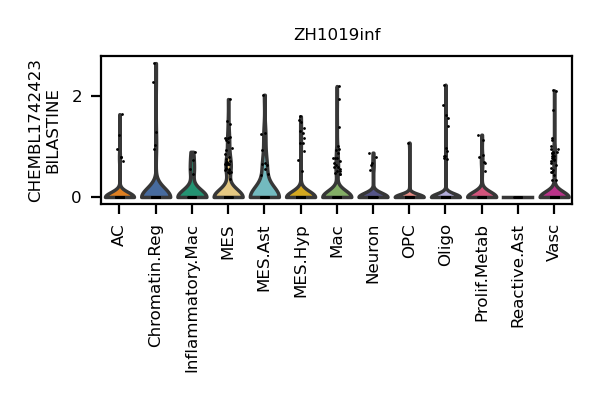 ZH1019inf
CHEMBL1742423
BILASTINE
2
0
AC
Chromatin.Reg
Inflammatory.Mac
MES
MES.Ast
MES.Hyp
Mac
Neuron
OPC
Oligo
Prolif.Metab
Reactive.Ast
Vasc